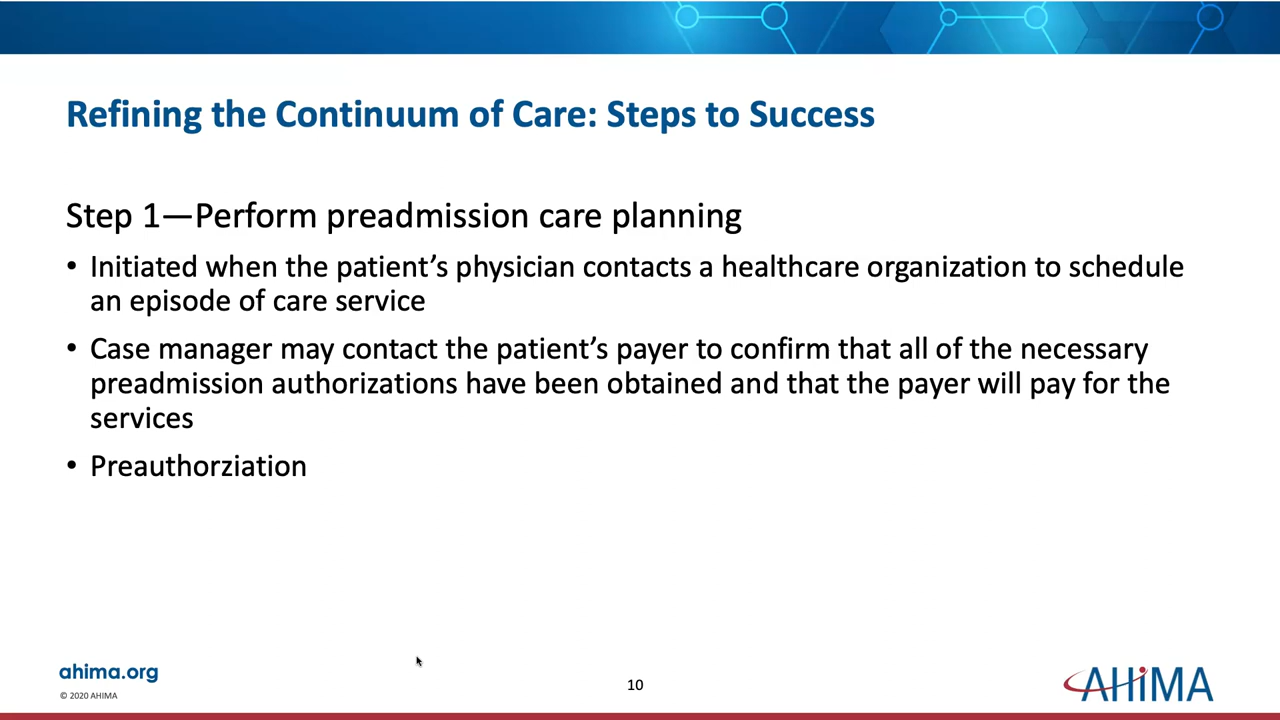 Refining the Continuum of Care: Steps to Success
Step 1—Perform preadmission care planning
• Initiated when the patient’s physician contacts a healthcare organization to schedule
an episode of care service
• Case manager may contact the patient’s payer to confirm that all of the necessary
preadmission authorizations have been obtained and that the payer will pay for the
services
• Preauthorziation
ahima.org
© 2020 AHIMA
10
AHIMA